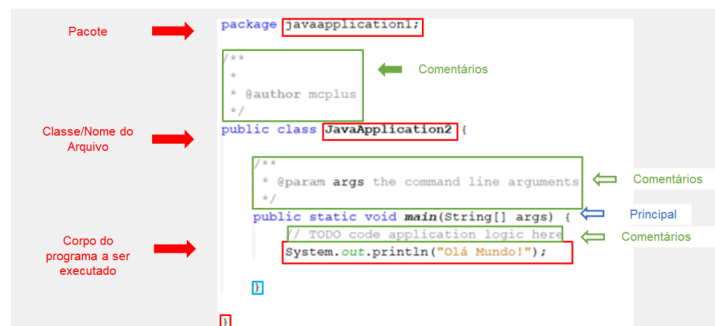 Pacote
package javaapplication1;
/**
*
* @author mcplus
*/
Comentários
Classe/Nome do
Arquivo
public class JavaApplication2 {
/**
* @param args the command line arguments
*/
Comentários
public static void main(String[] args) {
Principal
// TODO code application logic here
Comentários
Corpo do
programa a ser
executado
System.out.println("Olá Mundo!");
}
}